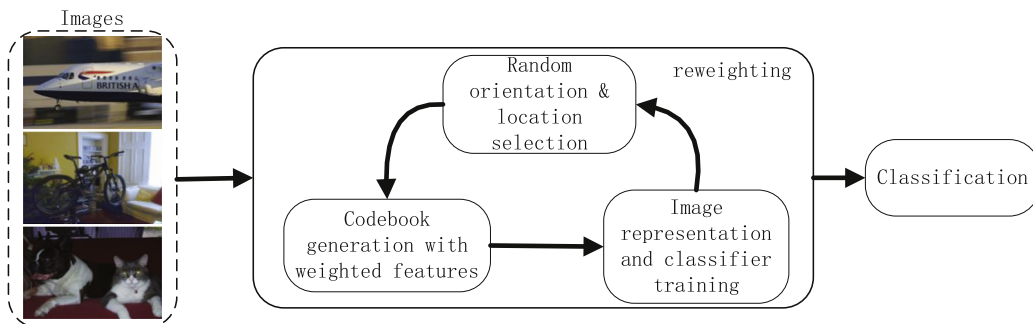 Images
BRITISH A
Random
orientation &
location
selection
reweighting
Codebook
generation with
weighted features
Image
representation
and classifier
training
Classification